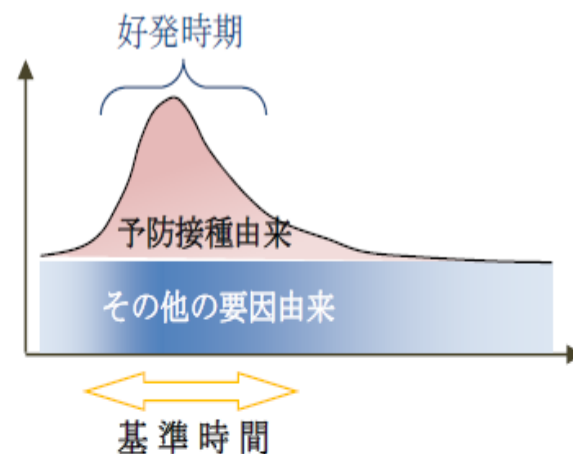 好発時期
予防接種由来
その他の要因由来
基準時間